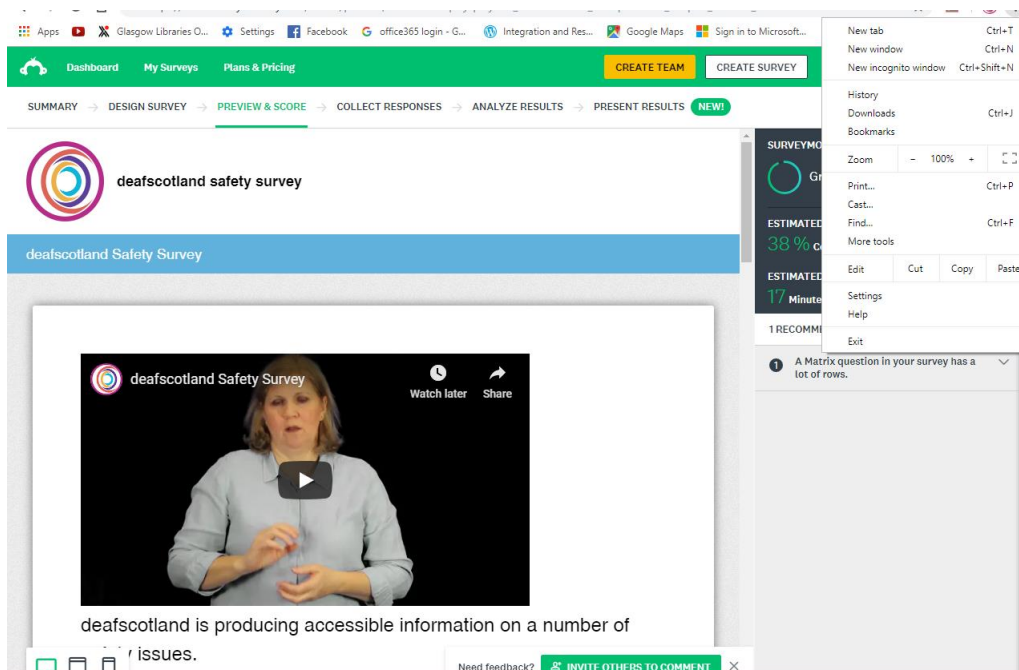 Apps Glasgow Libraries O... Settings Facebook office365 login - G... Integration and Res... Google Maps Sign in to Microsoft...
Dashboard My Surveys Plans & Pricing CREATE TEAM CREATE SURVEY
SUMMARY DESIGN SURVEY PREVIEW & SCORE COLLECT RESPONSES ANALYZE RESULTS PRESENT RESULTS NEW!
deafscotland safety survey
deafscotland Safety Survey
deafscotland Safety Survey
Watch later Share
deafscotland is producing accessible information on a number of
issues.
Need feedback? INVITE OTHERS TO COMMENT
SURVEYMO
Gr
ESTIMATED
38 %
ESTIMATED
17 Minute
1 RECOMME
1 A Matrix question in your survey has a
lot of rows.
New tab Ctrl+T
New window Ctrl+N
New incognito window Ctrl+Shift+N
History
Downloads Ctrl+J
Bookmarks
Zoom - 100% +
Print... Ctrl+P
Cast...
Find... Ctrl+F
More tools
Edit Cut Copy Paste
Settings
Help
Exit